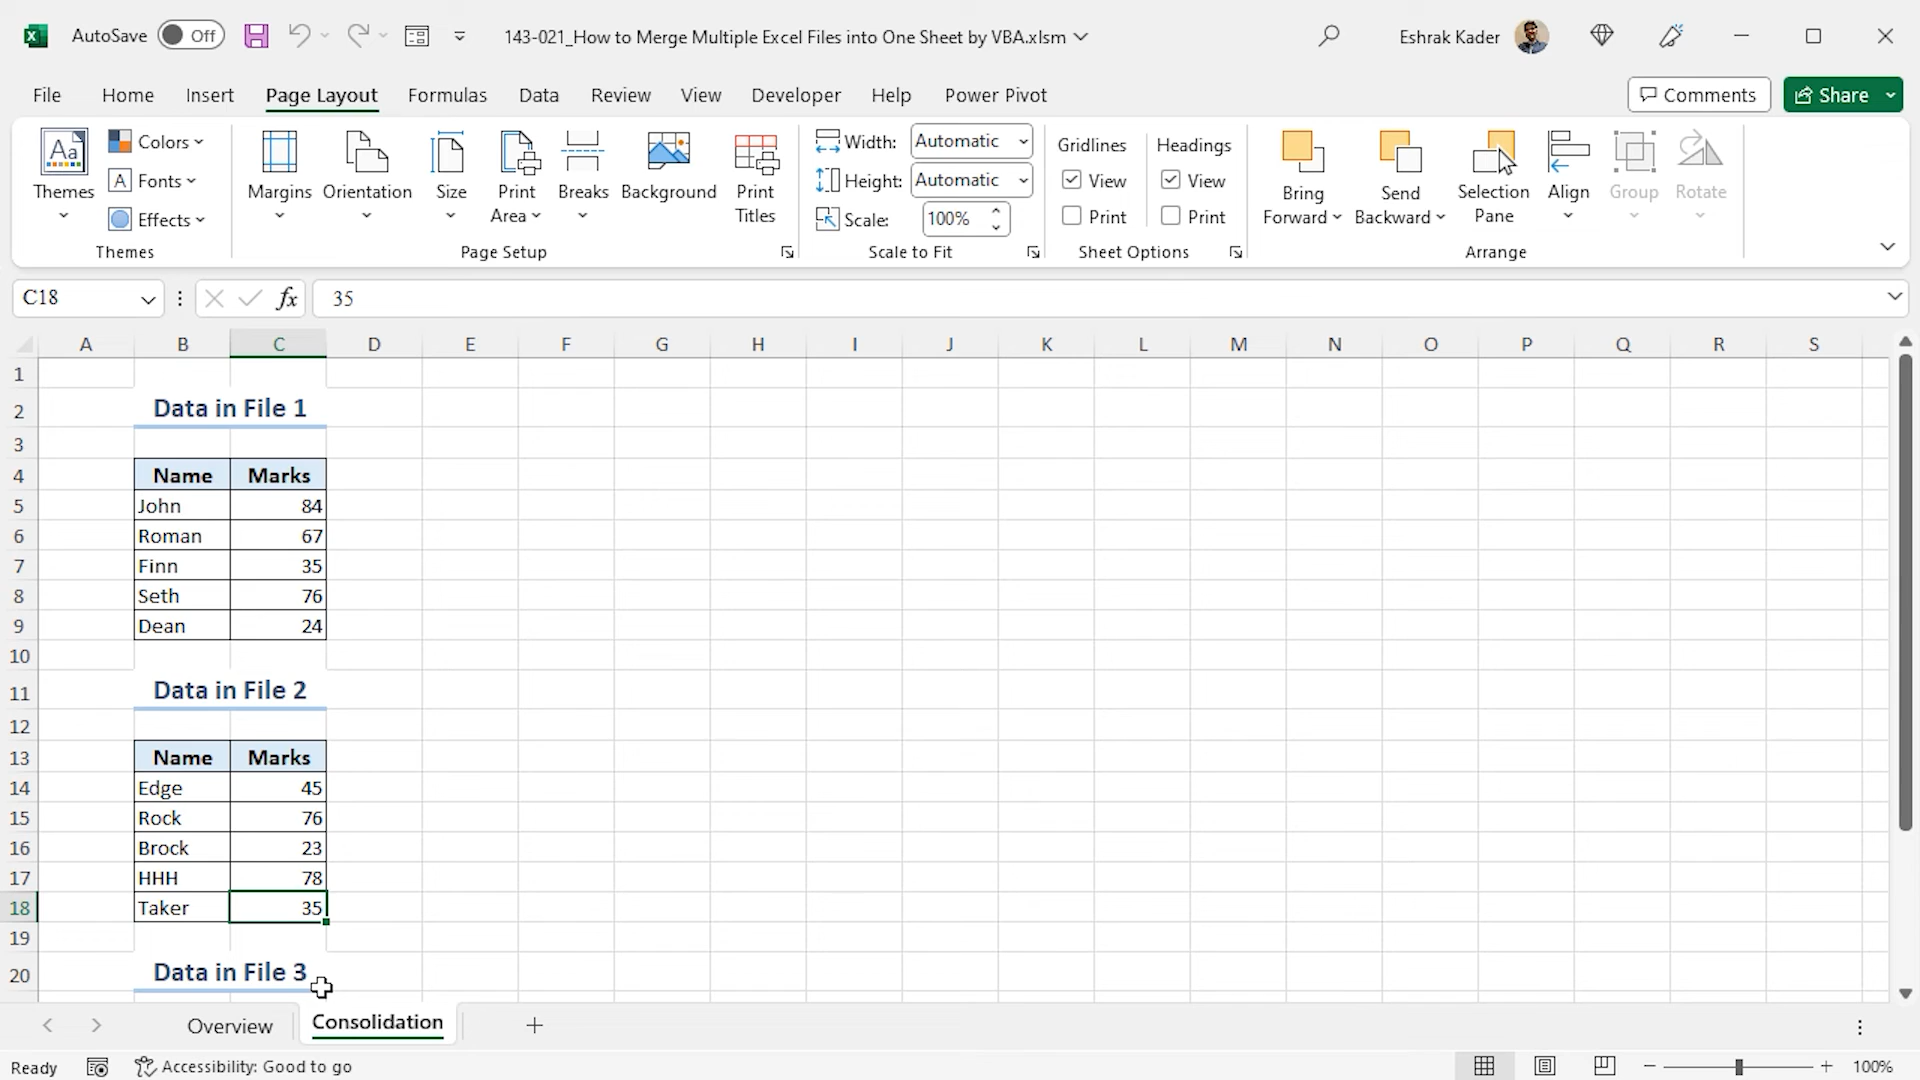 AutoSave Off 143-021_How to Merge Multiple Excel Files into One Sheet by VBA.xlsm Eshrak Kader
File Home Insert Page Layout Formulas Data Review View Developer Help Power Pivot Comments Share
Aa
Themes
Colors
Fonts
Effects
Themes
Margins
Orientation
Size
Print
Area
Breaks
Background
Print
Titles
Page Setup
Width: Automatic
Height: Automatic
Scale: 100%
Scale to Fit
Gridlines
View
Print
Headings
View
Print
Sheet Options
Bring
Forward
Send
Backward
Selection
Pane
Align
Group
Rotate
Arrange
C18 fx 35
A B C D E F G H I J K L M N O P Q R S
1
2 Data in File 1
3
4 Name Marks
5 John 84
6 Roman 67
7 Finn 35
8 Seth 76
9 Dean 24
10
11 Data in File 2
12
13 Name Marks
14 Edge 45
15 Rock 76
16 Brock 23
17 HHH 78
18 Taker 35
19
20 Data in File 3
Overview Consolidation
Ready Accessibility: Good to go 100%